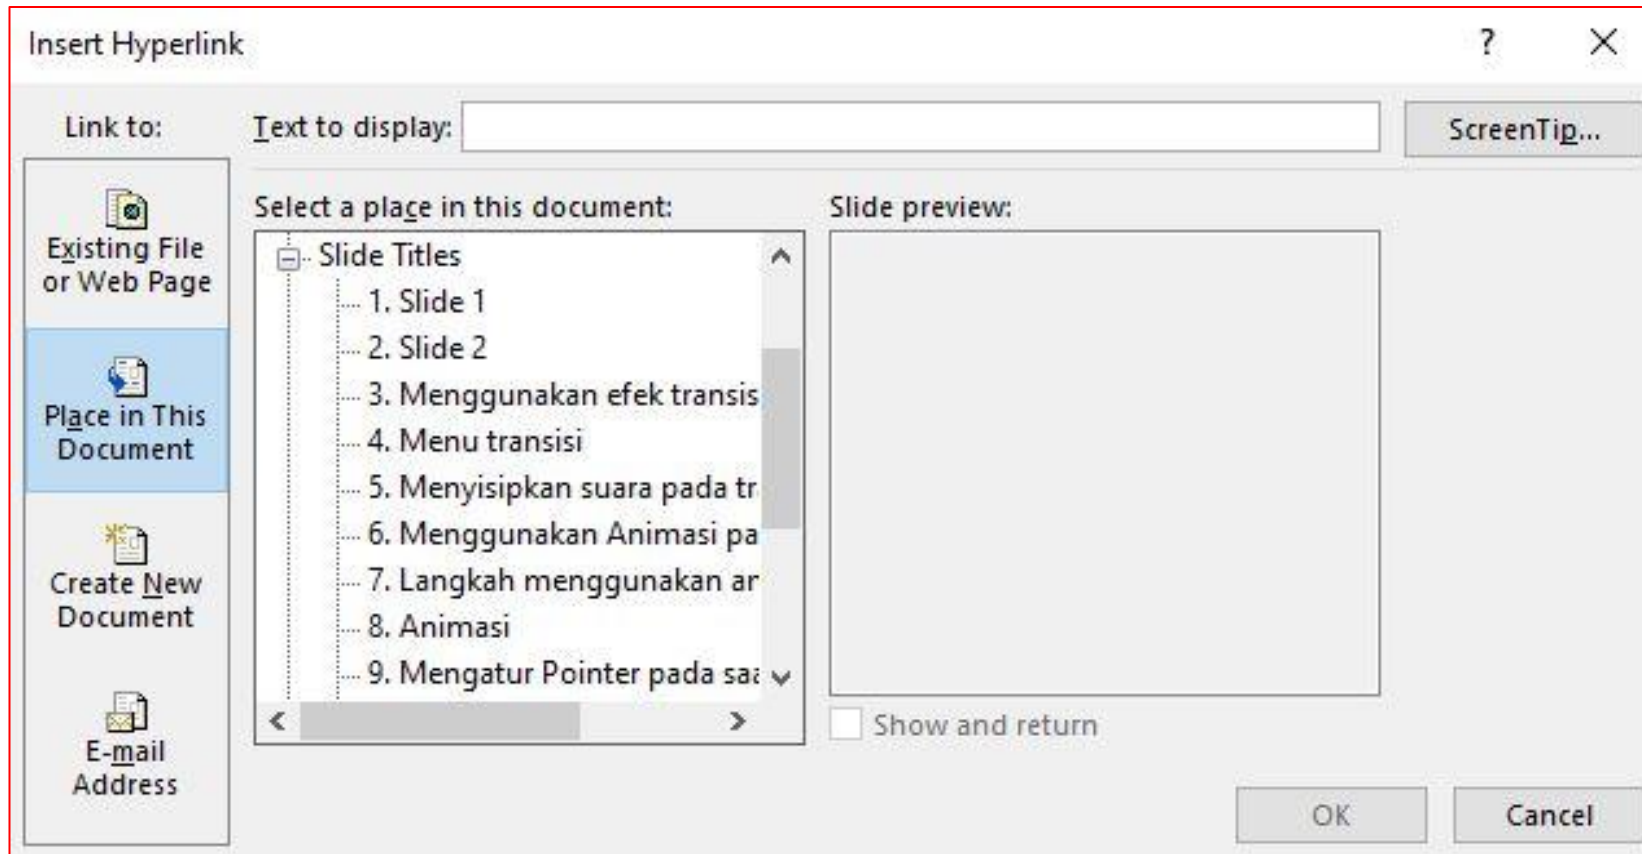 Insert Hyperlink
?
Link to:
Text to display:
ScreenTip...
Existing File
or Web Page
Place in This
Document
Create New
Document
E-mail
Address
Select a place in this document:
Slide Titles
1. Slide 1
2. Slide 2
3. Menggunakan efek transis
4. Menu transisi
5. Menyisipkan suara pada tr
6. Menggunakan Animasi pa
7. Langkah menggunakan an
8. Animasi
9. Mengatur Pointer pada saa
Slide preview:
Show and return
OK
Cancel